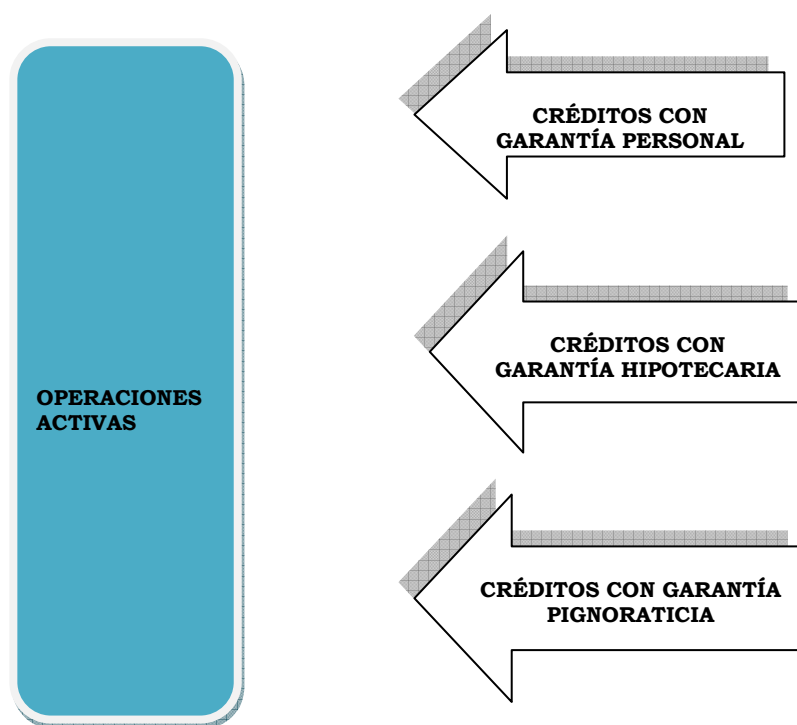 CRÉDITOS CON
GARANTÍA PERSONAL
CRÉDITOS CON
GARANTÍA HIPOTECARIA
OPERACIONES
ACTIVAS
CRÉDITOS CON GARANTÍA
PIGNORATICIA